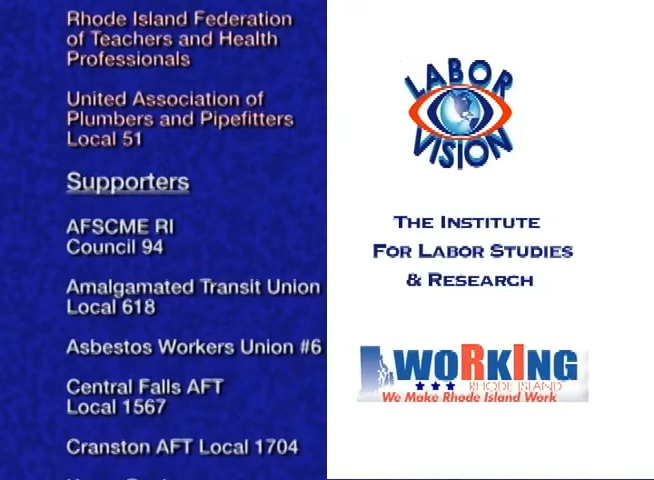 Rhode Island Federation
of Teachers and Health
Professionals
United Association of
Plumbers and Pipefitters
Local 51
Supporters
AFSCME RI
Council 94
Amalgamated Transit Union
Local 618
Asbestos Workers Union #6
Central Falls AFT
Local 1567
Cranston AFT Local 1704
LABOR
VISION
THE INSTITUTE
FOR LABOR STUDIES
& RESEARCH
WORKING
RHODE ISLAND
We Make Rhode Island Work